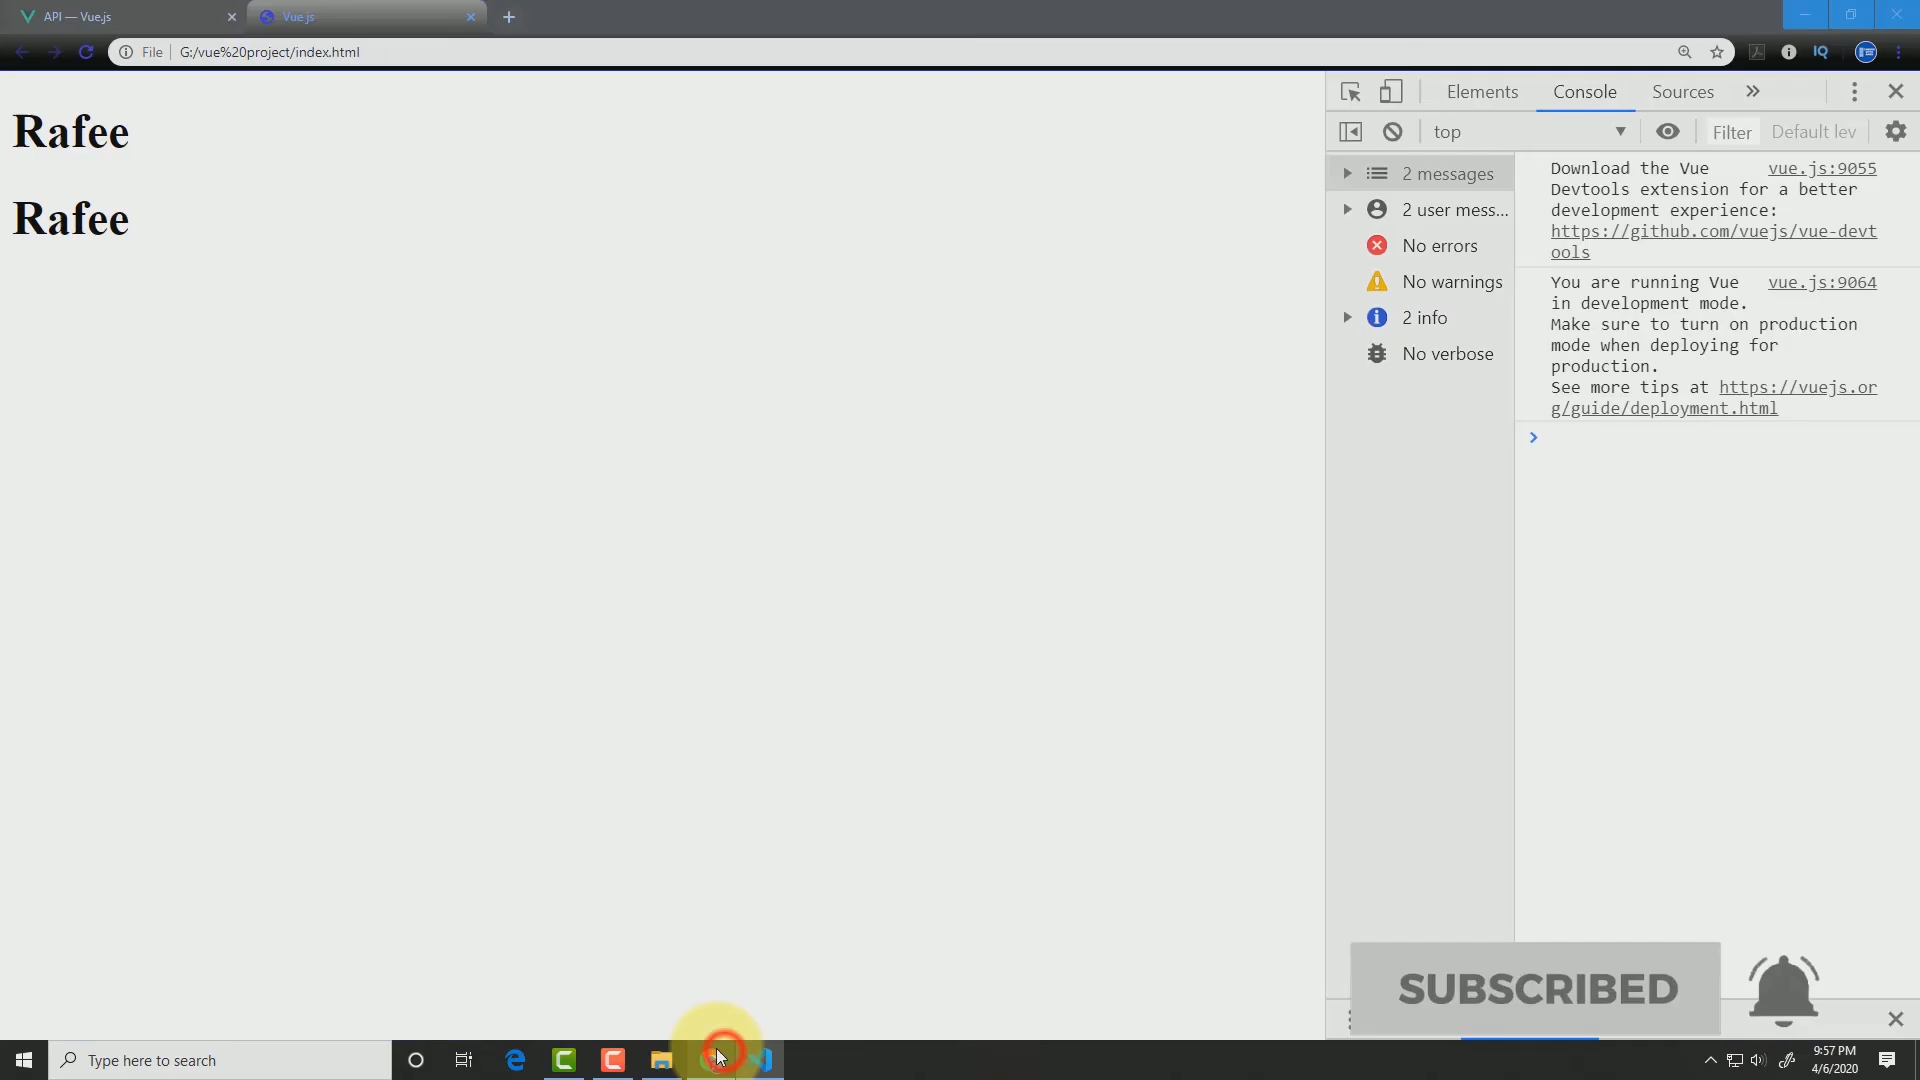 API — Vue.js
Vue js
File
G:/vue%20project/index.html
IQ
Rafee
Rafee
Elements
Console
Sources
top
Filter
Default lev
2 messages
2 user mess...
No errors
No warnings
2 info
No verbose
Download the Vue vue.js:9055
Devtools extension for a better
development experience:
https://github.com/vuejs/vue-devt
ools
You are running Vue vue.js:9064
in development mode.
Make sure to turn on production
mode when deploying for
production.
See more tips at https://vuejs.or
g/guide/deployment.html
SUBSCRIBED
Type here to search
9:57 PM
4/6/2020